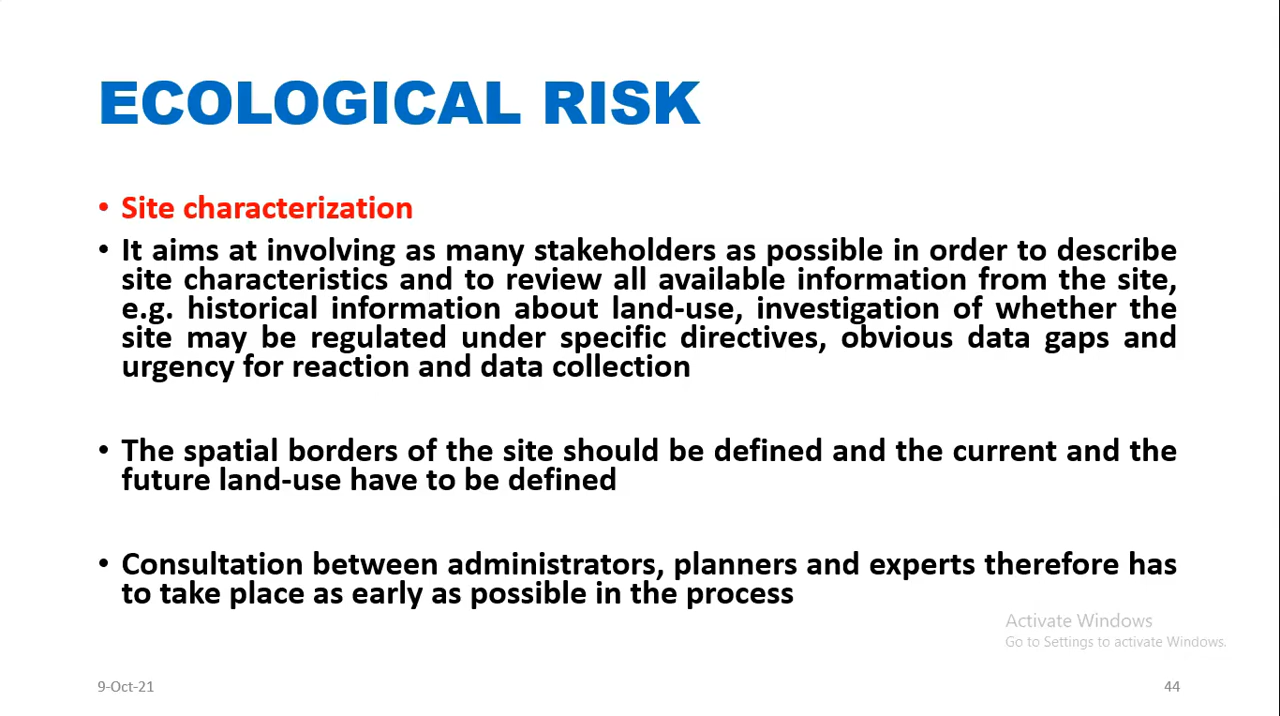 ECOLOGICAL RISK
• Site characterization
• It aims at involving as many stakeholders as possible in order to describe
site characteristics and to review all available information from the site,
e.g. historical information about land-use, investigation of whether the
site may be regulated under specific directives, obvious data gaps and
urgency for reaction and data collection
• The spatial borders of the site should be defined and the current and the
future land-use have to be defined
• Consultation between administrators, planners and experts therefore has
to take place as early as possible in the process
Activate Windows
Go to Settings to activate Windows.
9-Oct-21
44